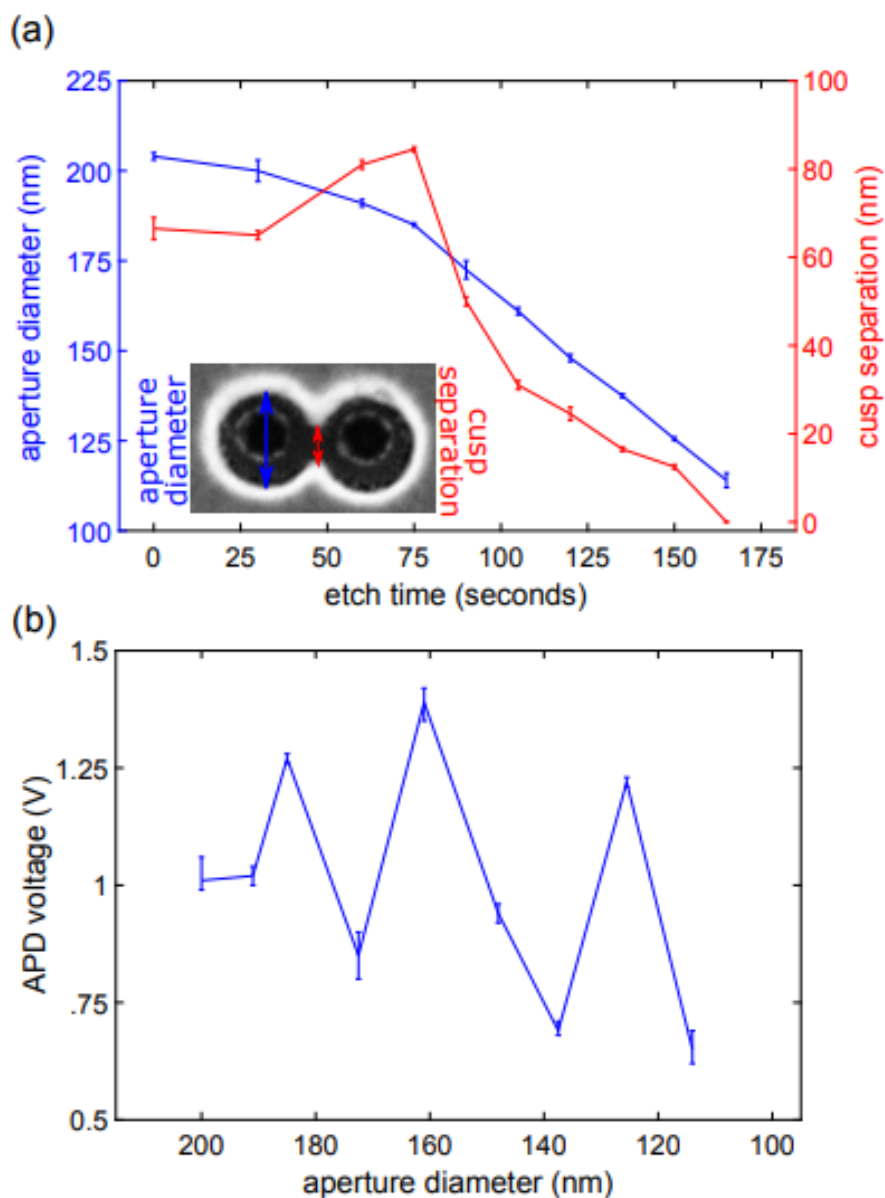 (a)
225
200
175
150
125
100
aperture diameter (nm)
100
80
60
40
20
0
cusp separation (nm)
aperture
diameter
cusp
separation
0 25 50 75 100 125 150 175
etch time (seconds)
(b)
1.5
1.25
1
.75
0.5
APD voltage (V)
200 180 160 140 120 100
aperture diameter (nm)